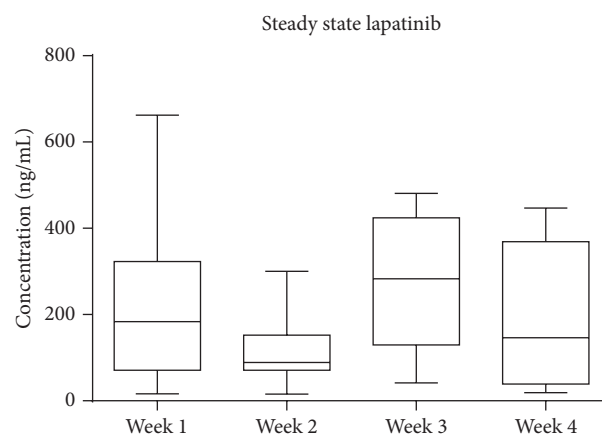 Steady state lapatinib
800
600
400
200
0
Concentration (ng/mL)
Week 1 Week 2 Week 3 Week 4